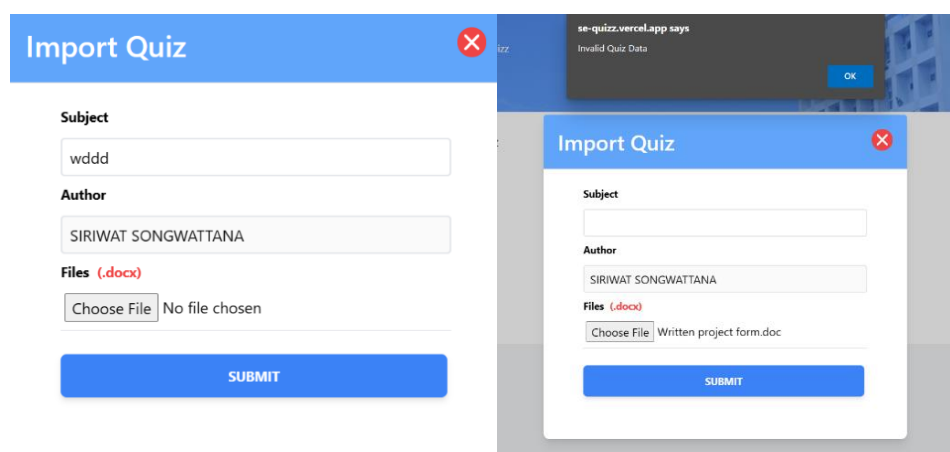 Import Quiz
Subject
wddd
Author
SIRIWAT SONGWATTANA
Files (.docx)
Choose File No file chosen
SUBMIT
se-quizz.vercel.app says
Invalid Quiz Data
OK
izz
Import Quiz
Subject
Author
SIRIWAT SONGWATTANA
Files (.docx)
Choose File Written project form.doc
SUBMIT